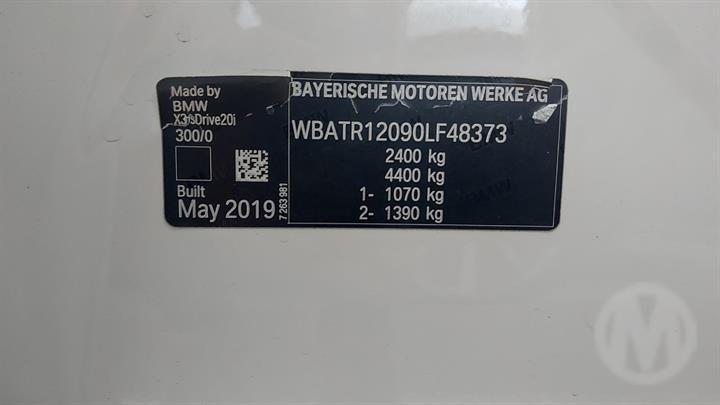 Made by
BMW
X3 sDrive20i
300/0
Built
May 2019
7 263 981
BAYERISCHE MOTOREN WERKE AG
WBATR12090LF48373
2400 kg
4400 kg
1- 1070 kg
2- 1390 kg
M